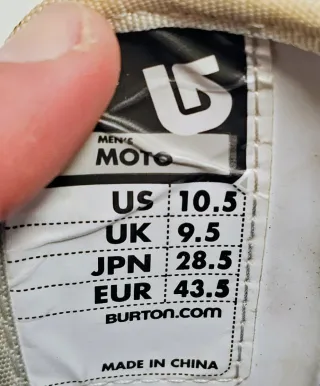 MEN'S
MOTO
US 10.5
UK 9.5
JPN 28.5
EUR 43.5
BURTON.COM
MADE IN CHINA